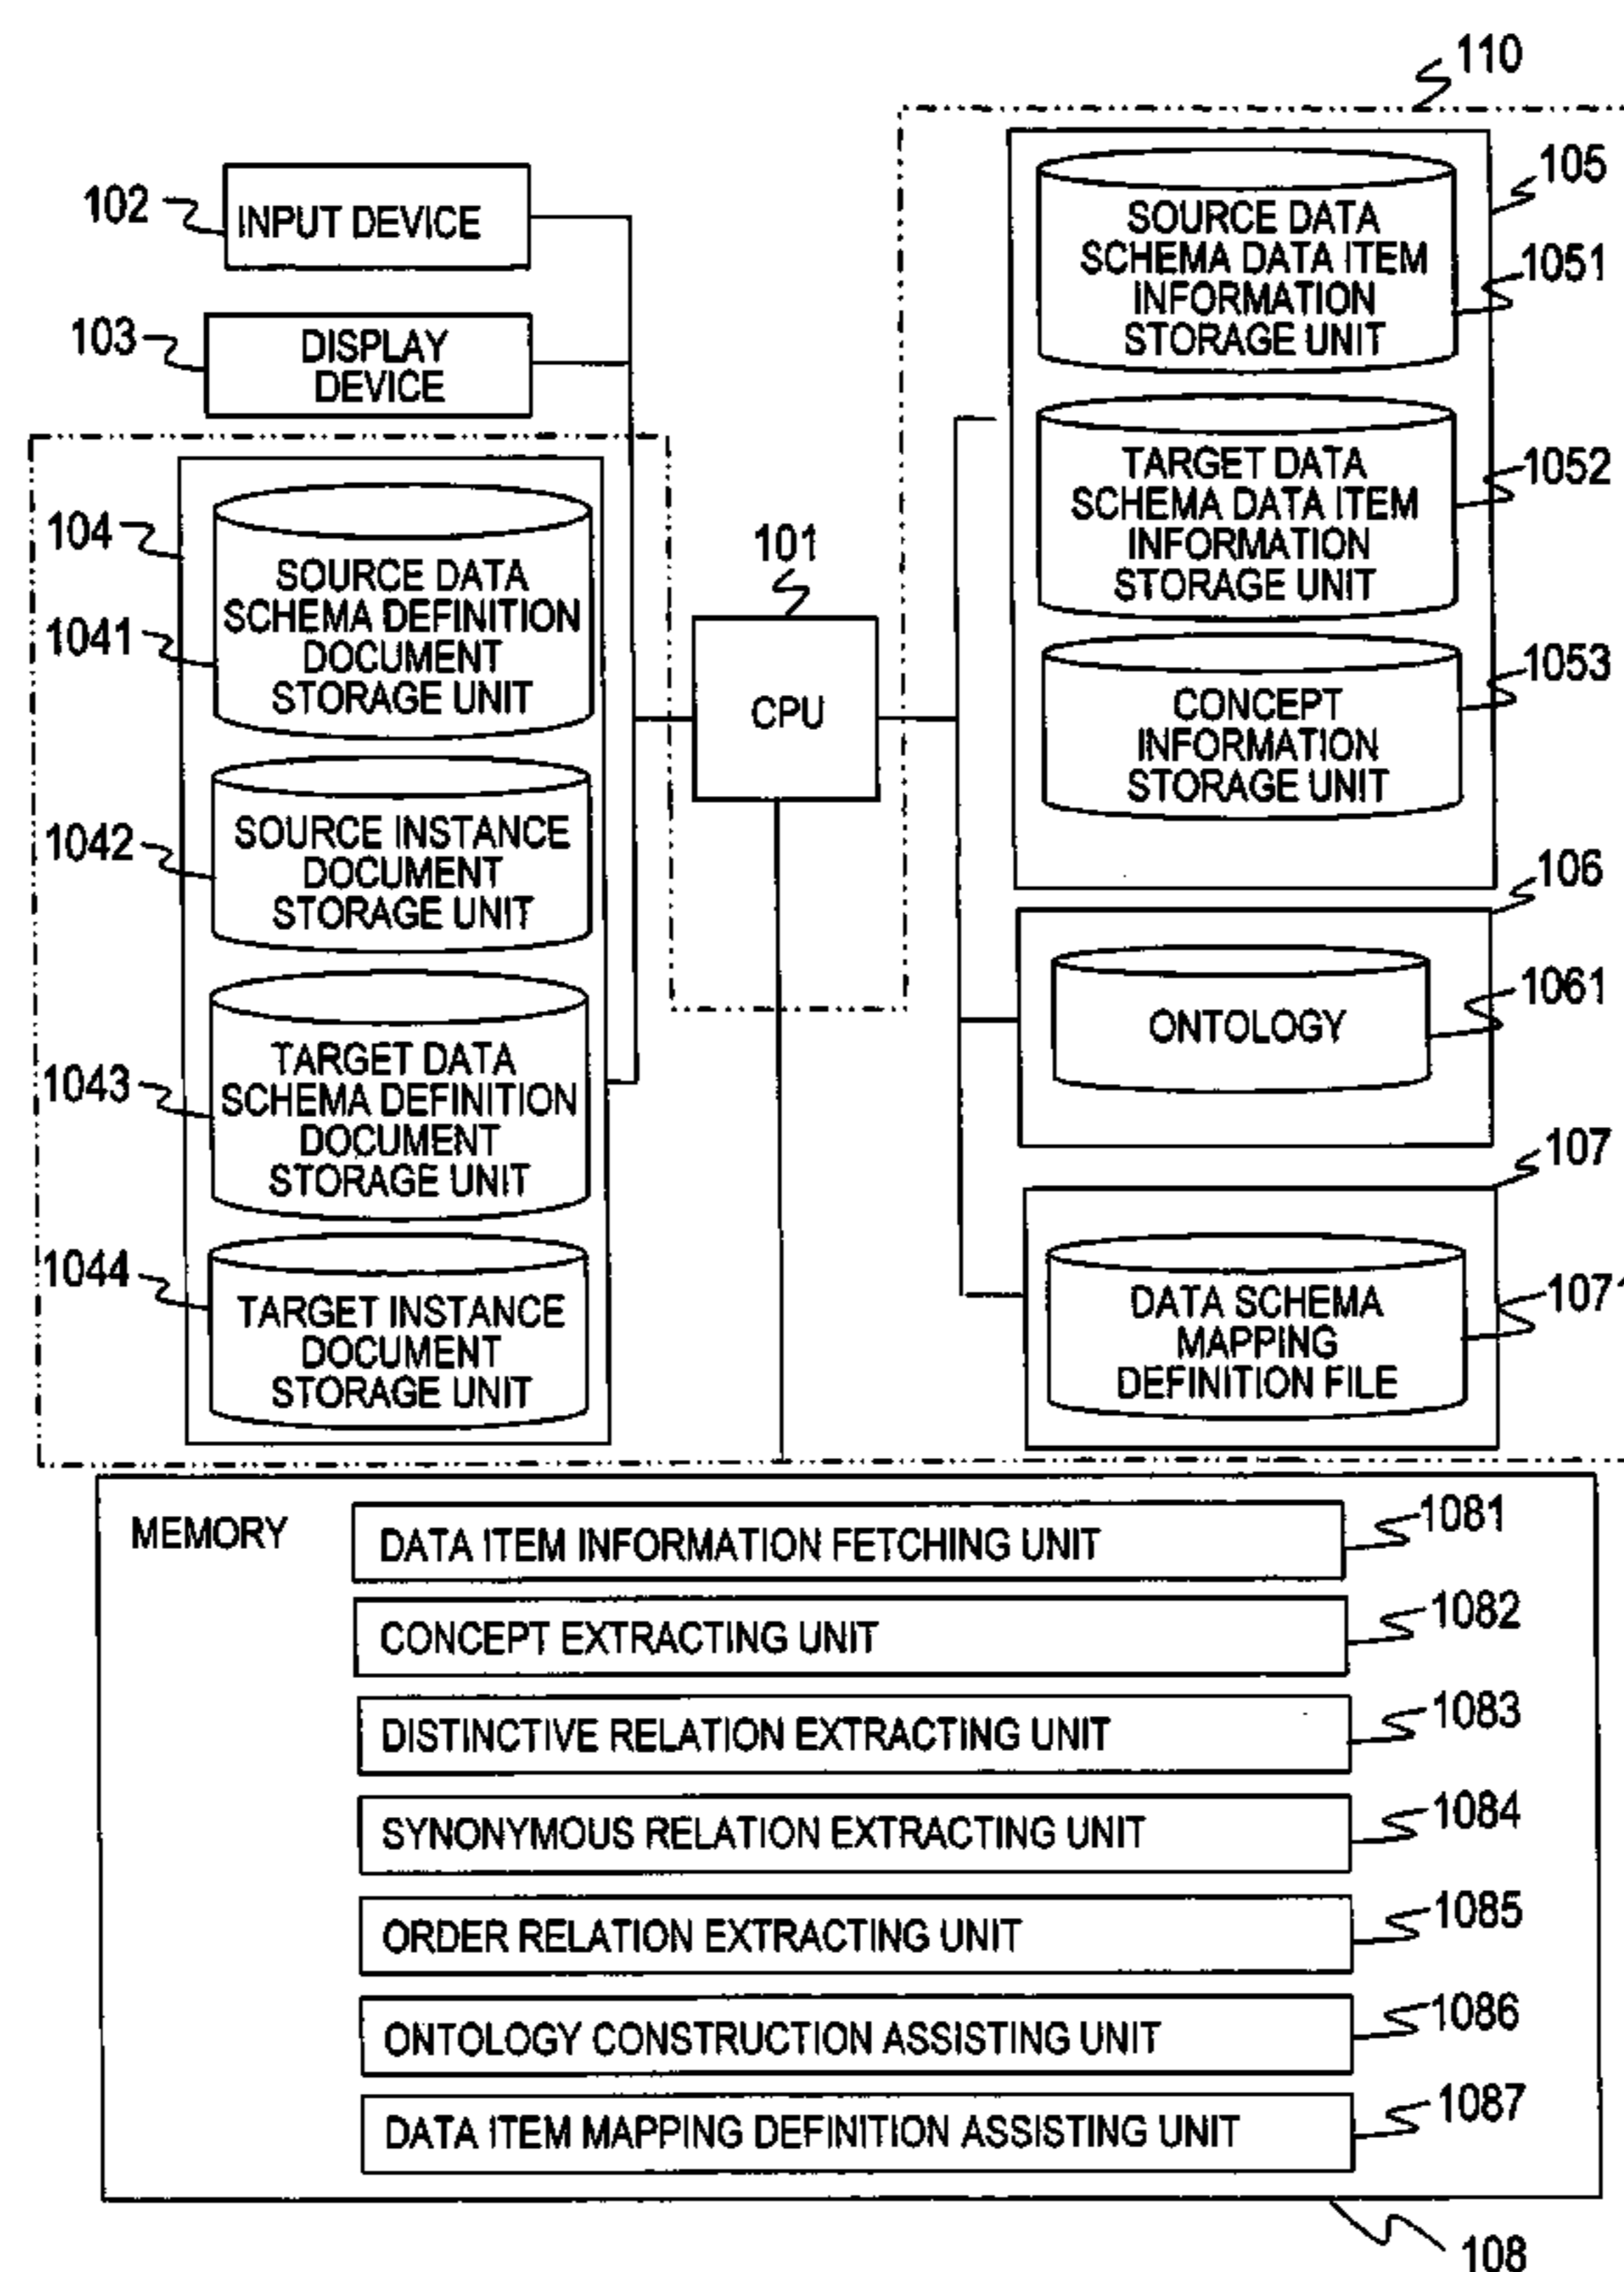 110
102
INPUT DEVICE
103
DISPLAY
DEVICE
104
1041
SOURCE DATA
SCHEMA DEFINITION
DOCUMENT
STORAGE UNIT
1042
SOURCE INSTANCE
DOCUMENT
STORAGE UNIT
1043
TARGET DATA
SCHEMA DEFINITION
DOCUMENT
STORAGE UNIT
1044
TARGET INSTANCE
DOCUMENT
STORAGE UNIT
101
CPU
105
SOURCE DATA
SCHEMA DATA ITEM
INFORMATION
STORAGE UNIT
1051
TARGET DATA
SCHEMA DATA ITEM
INFORMATION
STORAGE UNIT
1052
CONCEPT
INFORMATION
STORAGE UNIT
1053
106
ONTOLOGY
1061
107
DATA SCHEMA
MAPPING
DEFINITION FILE
1071
MEMORY
DATA ITEM INFORMATION FETCHING UNIT
1081
CONCEPT EXTRACTING UNIT
1082
DISTINCTIVE RELATION EXTRACTING UNIT
1083
SYNONYMOUS RELATION EXTRACTING UNIT
1084
ORDER RELATION EXTRACTING UNIT
1085
ONTOLOGY CONSTRUCTION ASSISTING UNIT
1086
DATA ITEM MAPPING DEFINITION ASSISTING UNIT
1087
108